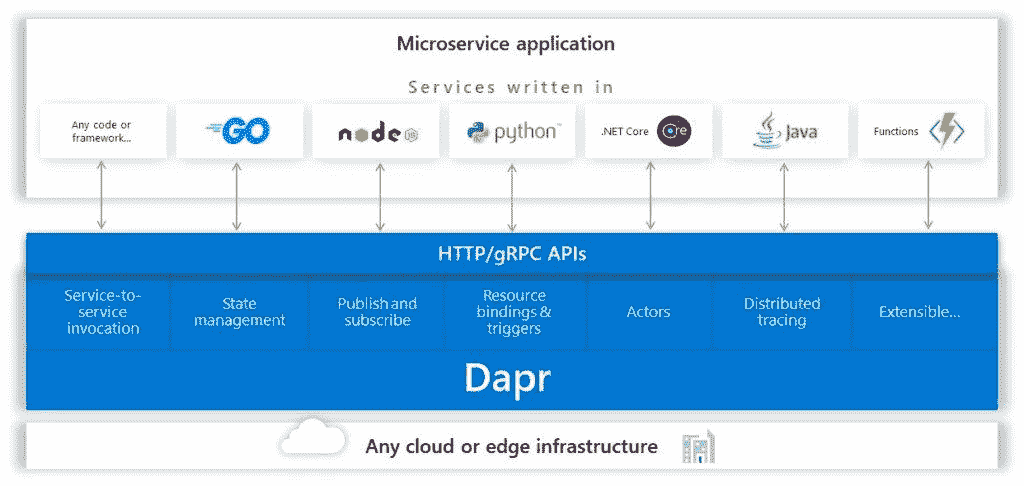 Microservice application
Services written in
Any code or
framework...
GO
node
JS
python™
.NET Core
Core
Java
Functions
HTTP/gRPC APIs
Service-to-
service
invocation
State
management
Publish and
subscribe
Resource
bindings &
triggers
Actors
Distributed
tracing
Extensible...
Dapr
Any cloud or edge infrastructure